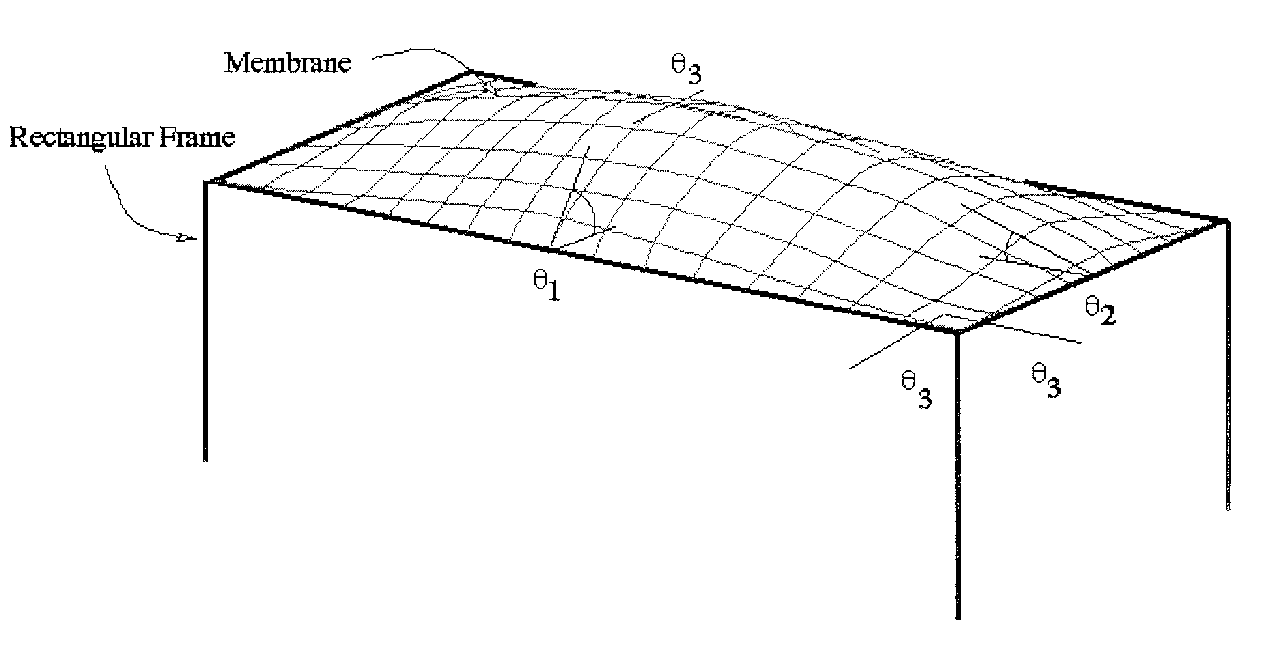 Membrane
θ3
Rectangular Frame
θ1
θ2
θ3
θ3